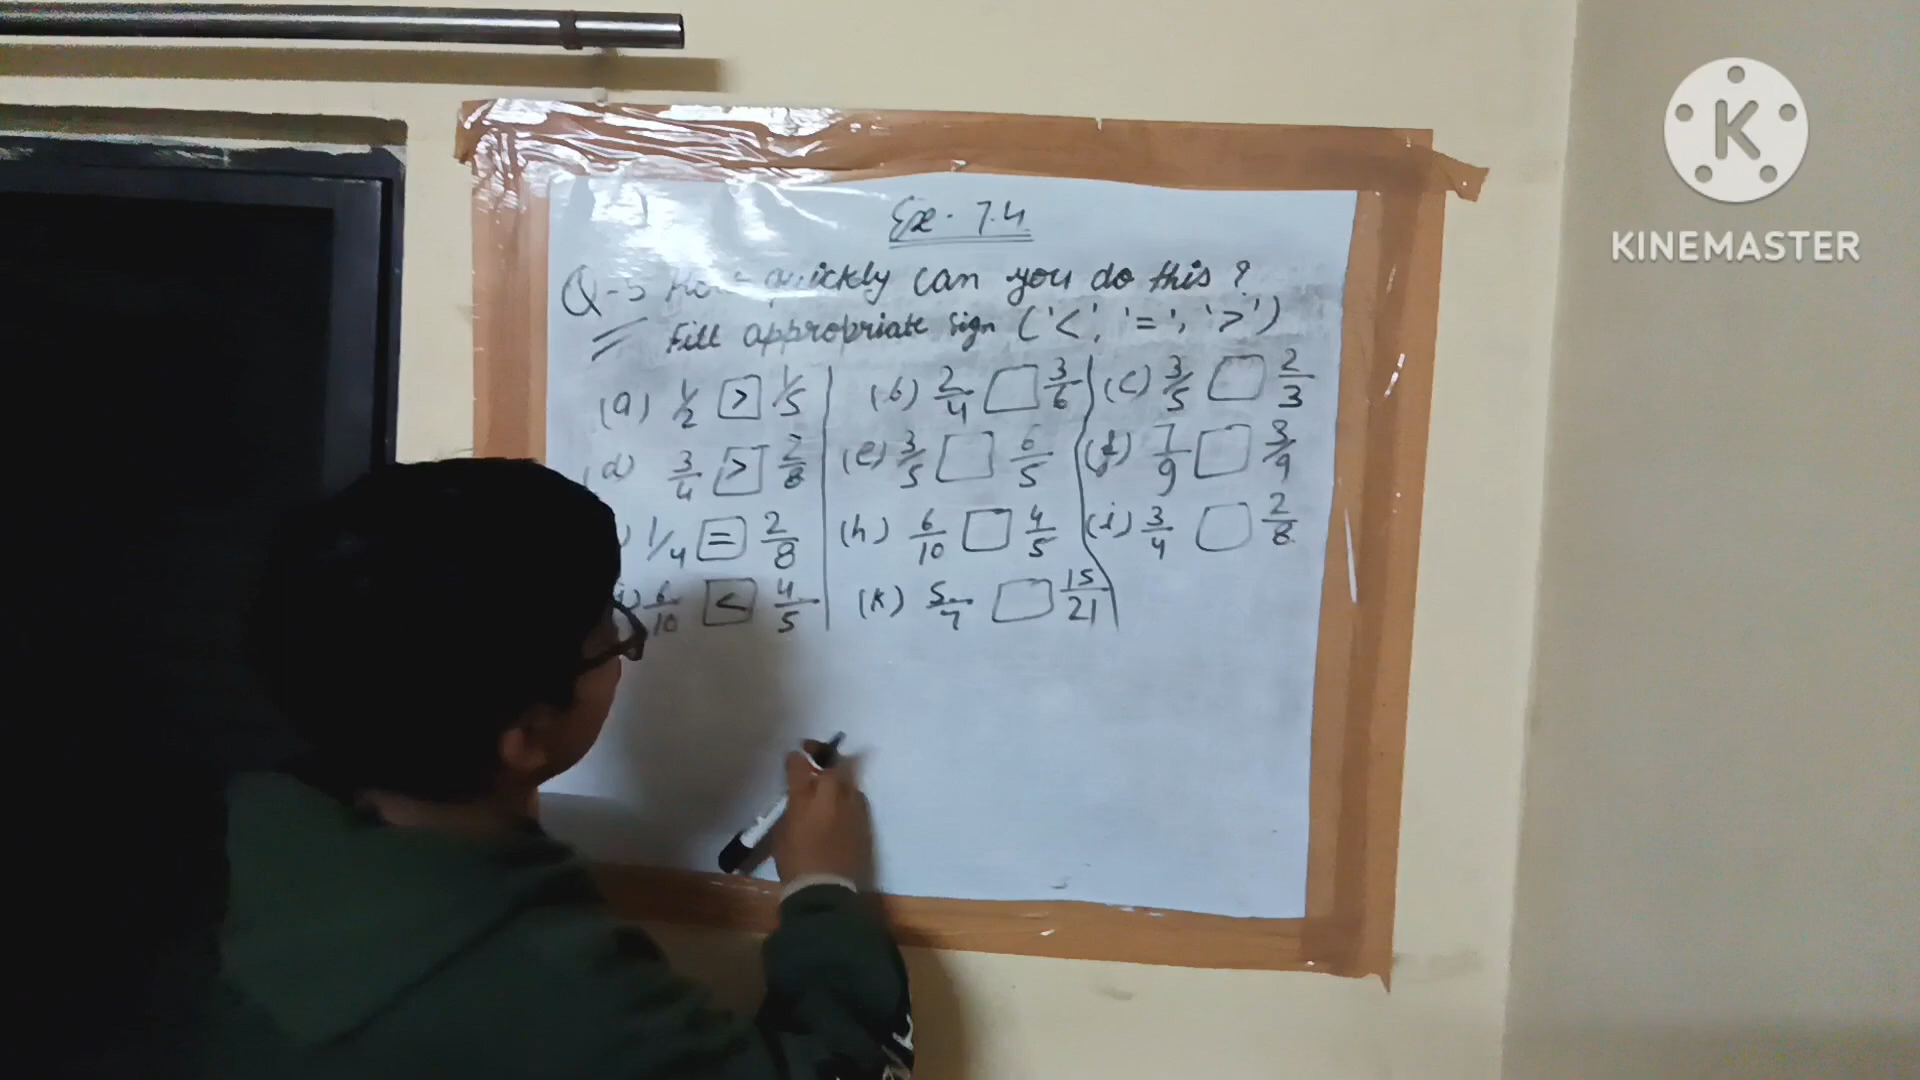 KINEMASTER
Ex - 7.4
Q-5 How quickly can you do this ?
Fill appropriate sign ('<', '=', '>')
(a) 1/2 > 1/5 (b) 2/4 □ 3/6 (c) 3/5 □ 2/3
(d) 3/4 > 2/8 (e) 3/5 □ 6/5 (f) 7/9 □ 3/9
) 1/4 = 2/8 (h) 6/10 □ 4/5 (i) 3/4 □ 2/8
j) 6/10 < 4/5 (k) 5/7 □ 15/21